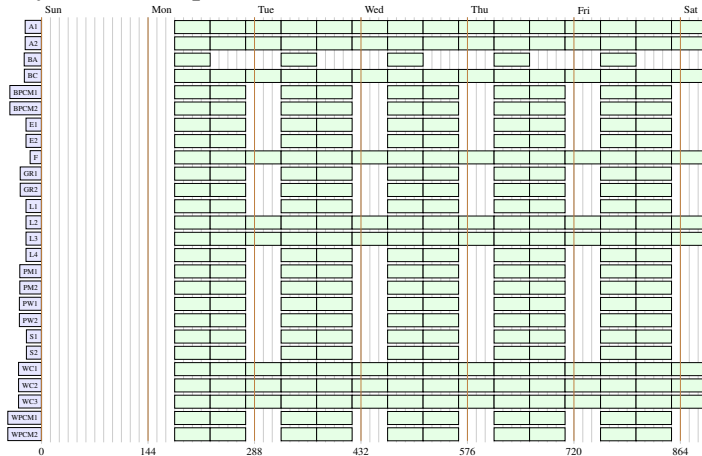 Sun Mon Tue Wed Thu Fri Sat
A1
A2
BA
BC
BPCM1
BPCM2
E1
E2
F
GR1
GR2
L1
L2
L3
L4
PM1
PM2
PW1
PW2
S1
S2
WC1
WC2
WC3
WPCM1
WPCM2
0 144 288 432 576 720 864